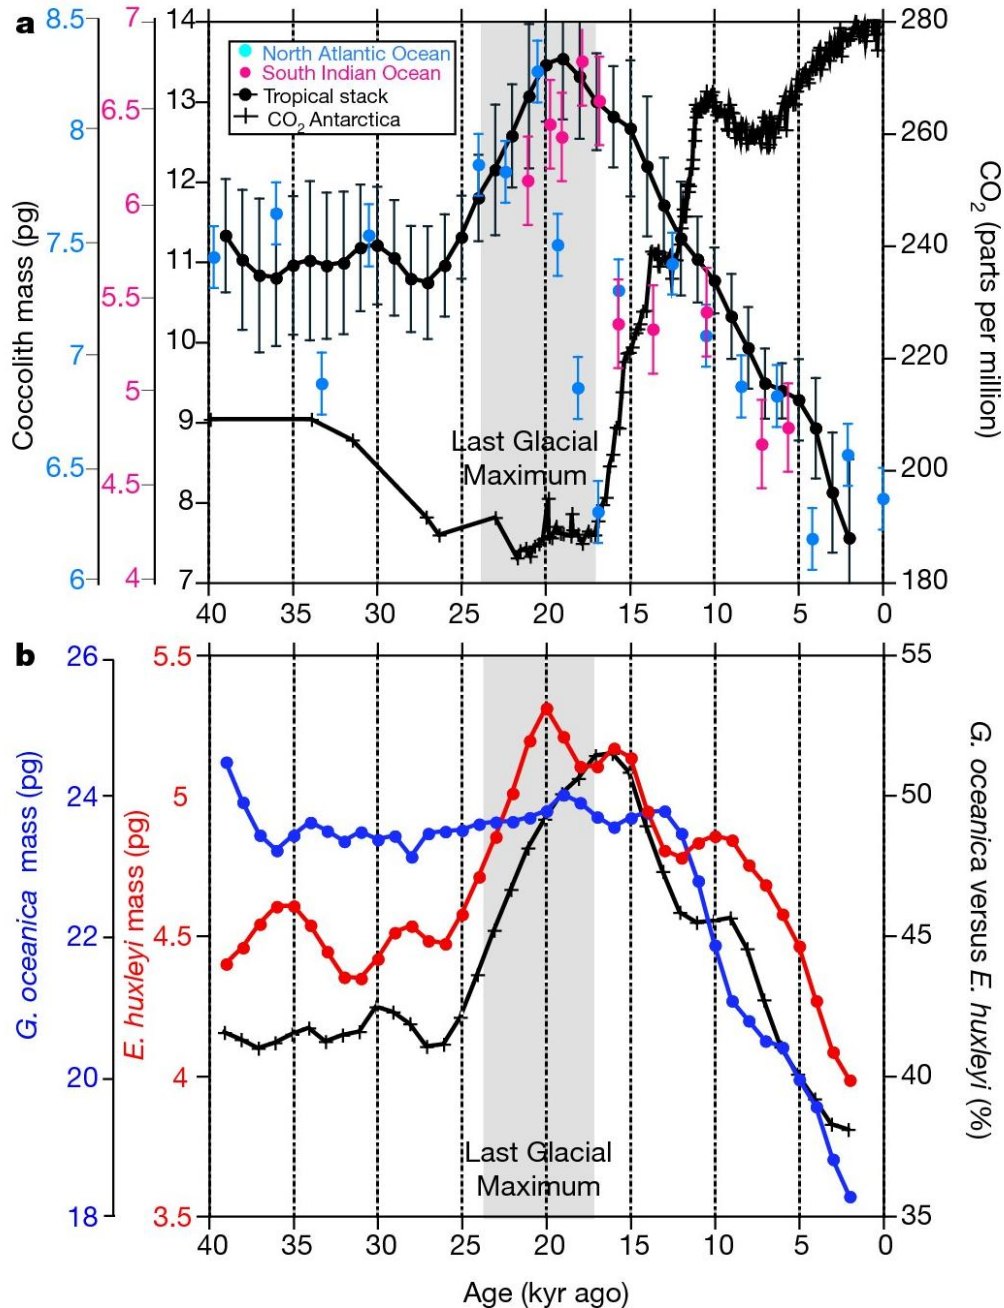 a
8.5
8
7.5
7
6.5
6
7
6.5
6
5.5
5
4.5
4
14
13
12
11
10
9
8
7
Coccolith mass (pg)
North Atlantic Ocean
South Indian Ocean
Tropical stack
CO2 Antarctica
Last Glacial
Maximum
280
260
240
220
200
180
CO2 (parts per million)
40 35 30 25 20 15 10 5 0
b
26
24
22
20
18
G. oceanica mass (pg)
5.5
5
4.5
4
3.5
E. huxleyi mass (pg)
Last Glacial
Maximum
55
50
45
40
35
G. oceanica versus E. huxleyi (%)
40 35 30 25 20 15 10 5 0
Age (kyr ago)